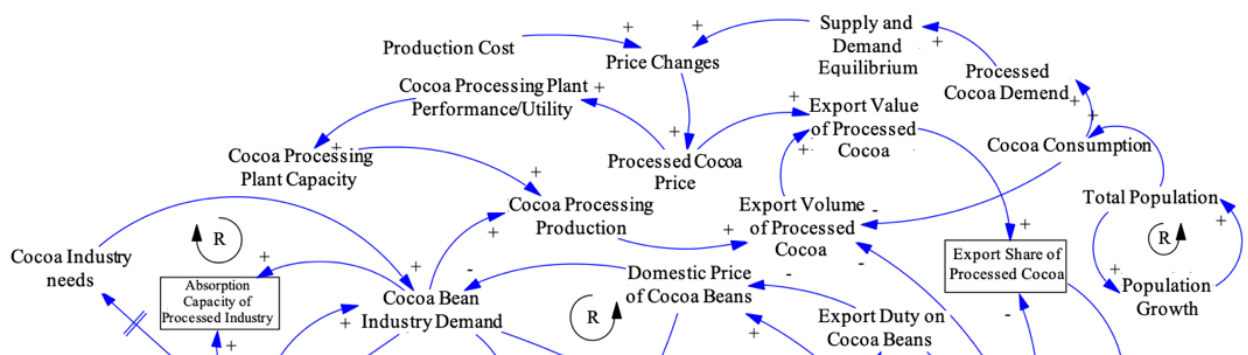 Production Cost
Price Changes
Supply and
Demand
Equilibrium
Processed
Cocoa Demend
Cocoa Processing Plant
Performance/Utility
Export Value
of Processed
Cocoa
Cocoa Consumption
Cocoa Processing
Plant Capacity
Processed Cocoa
Price
Total Population
Cocoa Processing
Production
Export Volume
of Processed
Cocoa
R
R
Cocoa Industry
needs
Export Share of
Processed Cocoa
Absorption
Capacity of
Processed Industry
Domestic Price
of Cocoa Beans
Population
Growth
Cocoa Bean
Industry Demand
R
Export Duty on
Cocoa Beans